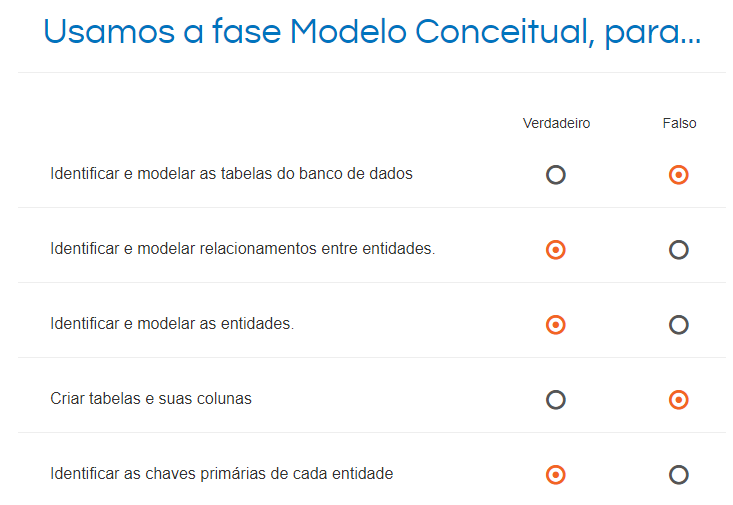 Usamos a fase Modelo Conceitual, para...
Verdadeiro Falso
Identificar e modelar as tabelas do banco de dados
Identificar e modelar relacionamentos entre entidades.
Identificar e modelar as entidades.
Criar tabelas e suas colunas
Identificar as chaves primárias de cada entidade